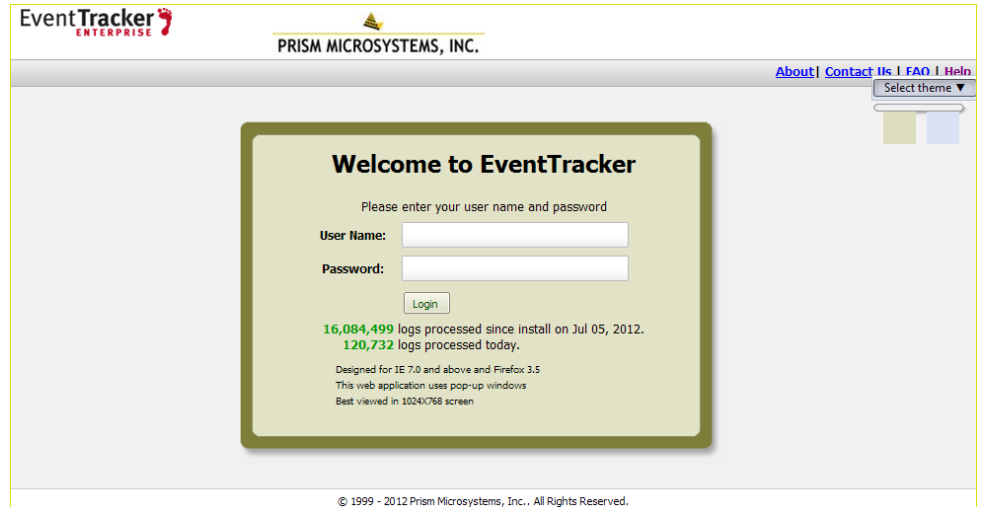 EventTracker
ENTERPRISE
PRISM MICROSYSTEMS, INC.
About| Contact Us | FAQ | Help
Select theme ▼
Welcome to EventTracker
Please enter your user name and password
User Name:
Password:
Login
16,084,499 logs processed since install on Jul 05, 2012.
120,732 logs processed today.
Designed for IE 7.0 and above and Firefox 3.5
This web application uses pop-up windows
Best viewed in 1024X768 screen
© 1999 - 2012 Prism Microsystems, Inc.. All Rights Reserved.